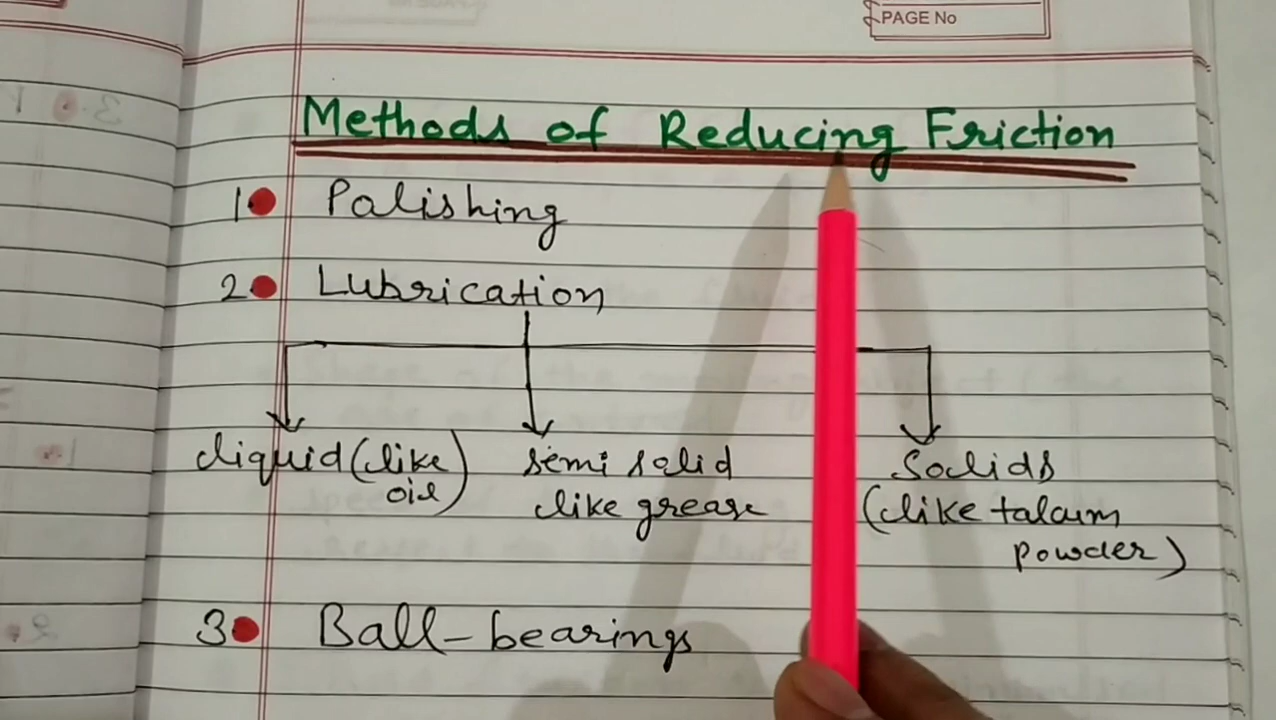 PAGE No
Methods of Reducing Friction
1 Polishing
2 Lubrication
liquid (like oil) semi solid like grease Solids (like talcum powder)
3 Ball-bearings